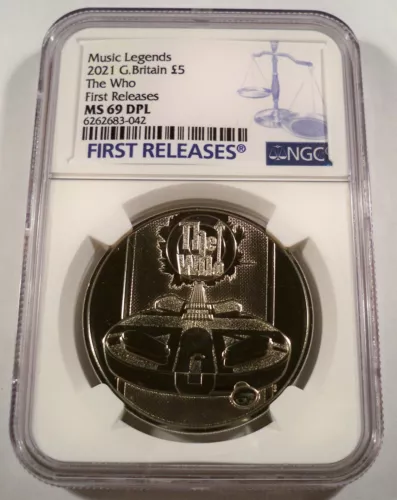 Music Legends
2021 G.Britain £5
The Who
First Releases
MS 69 DPL
6262683-042
FIRST RELEASES®
NGC
The
Who